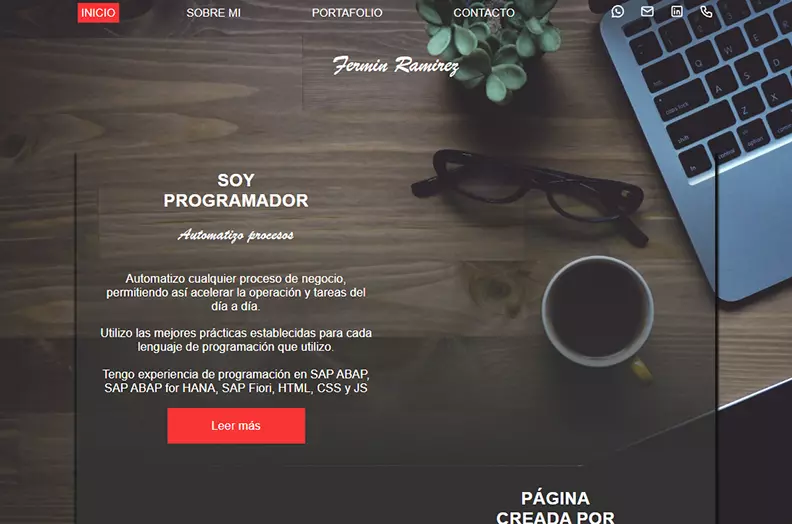 INICIO SOBRE MI PORTAFOLIO CONTACTO
Fermin Ramirez
SOY
PROGRAMADOR
Automatizo procesos
Automatizo cualquier proceso de negocio,
permitiendo así acelerar la operación y tareas del
día a día.
Utilizo las mejores prácticas establecidas para cada
lenguaje de programación que utilizo.
Tengo experiencia de programación en SAP ABAP,
SAP ABAP for HANA, SAP Fiori, HTML, CSS y JS
Leer más
PÁGINA
CREADA POR